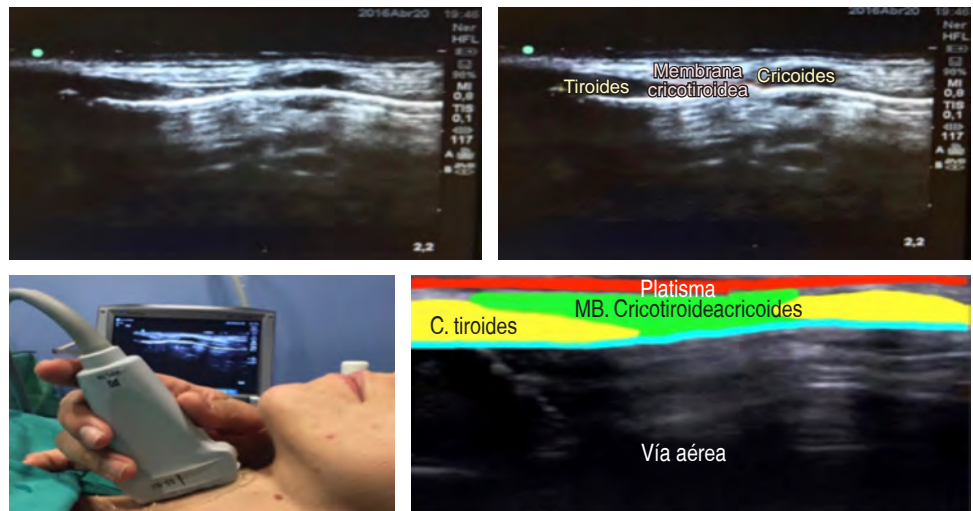 2016Abr20 19:46
Ner
HFL
90%
MI
0,8
TIS
0,1
117
A
B
2,2
2016Abr20 19:46
Ner
HFL
90%
MI
0,8
TIS
0,1
117
A
B
2,2
Tiroides
Membrana
cricotiroidea
Cricoides
Platisma
MB. Cricotiroideacricoides
C. tiroides
Vía aérea